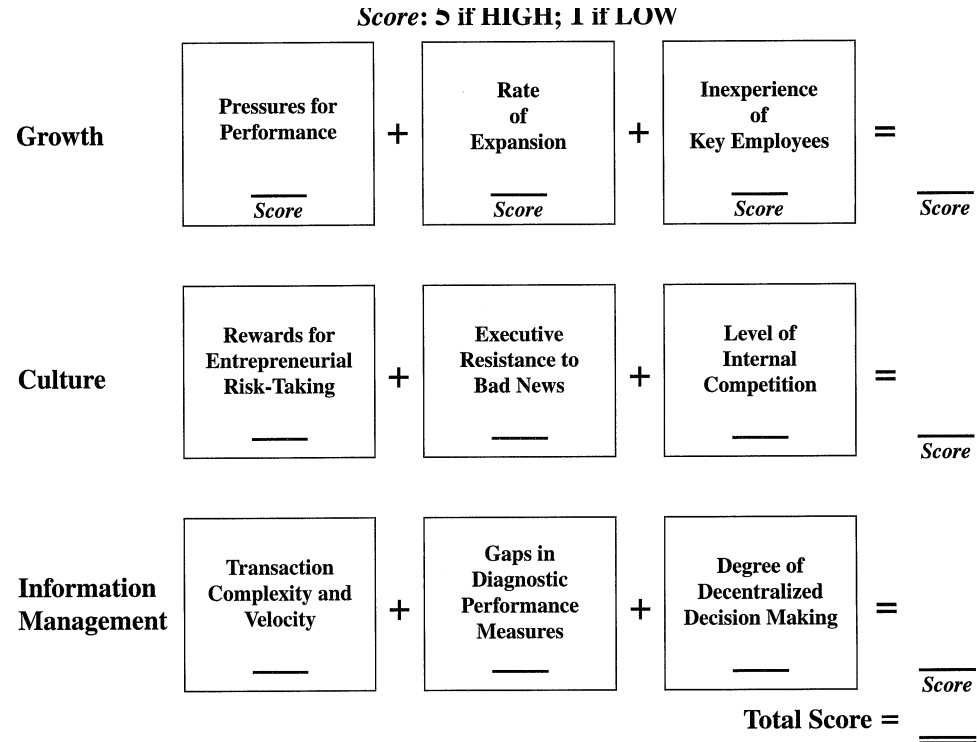 Score: 5 if HIGH; 1 if LOW
Growth
Pressures for
Performance
Score
+
Rate
of
Expansion
Score
+
Inexperience
of
Key Employees
Score
=
Score
Culture
Rewards for
Entrepreneurial
Risk-Taking
+
Executive
Resistance to
Bad News
+
Level of
Internal
Competition
=
Score
Information
Management
Transaction
Complexity and
Velocity
+
Gaps in
Diagnostic
Performance
Measures
+
Degree of
Decentralized
Decision Making
=
Score
Total Score =